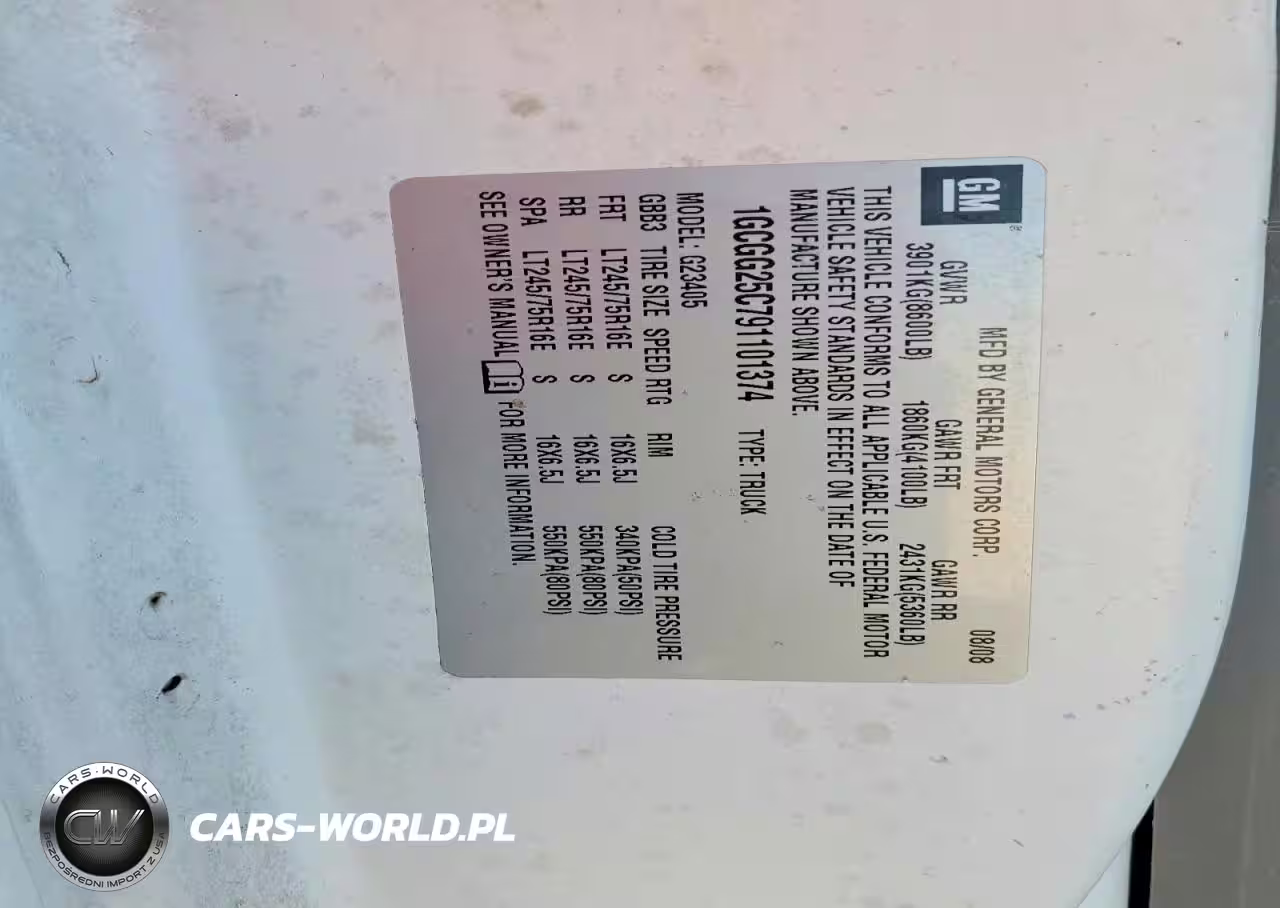 GM
MFD BY GENERAL MOTORS CORP. 08/08
GVWR GAWR FRT GAWR RR
3901KG(8600LB) 1860KG(4100LB) 2431KG(5360LB)
THIS VEHICLE CONFORMS TO ALL APPLICABLE U.S. FEDERAL MOTOR
VEHICLE SAFETY STANDARDS IN EFFECT ON THE DATE OF
MANUFACTURE SHOWN ABOVE.
1GCGG25C791101374 TYPE: TRUCK
MODEL: G23405
GBB3 TIRE SIZE SPEED RTG RIM COLD TIRE PRESSURE
FRT LT245/75R16E S 16X6.5J 340KPA(50PSI)
RR LT245/75R16E S 16X6.5J 550KPA(80PSI)
SPA LT245/75R16E S 16X6.5J 550KPA(80PSI)
SEE OWNER'S MANUAL FOR MORE INFORMATION.
CARS-WORLD
CW
BEZPOŚREDNI IMPORT Z USA
CARS-WORLD.PL